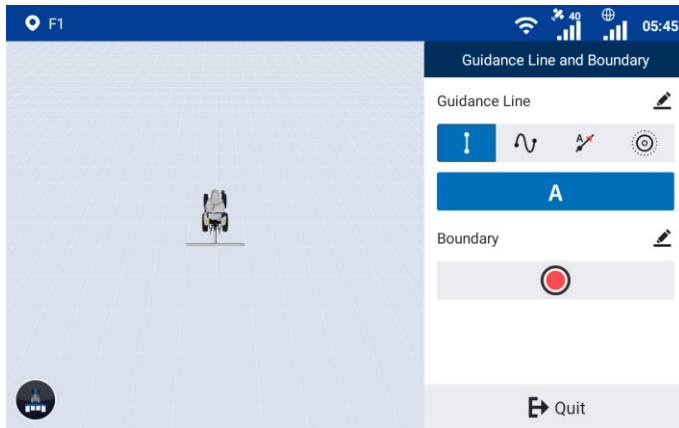 F1
40
05:45
Guidance Line and Boundary
Guidance Line
A
A
Boundary
Quit